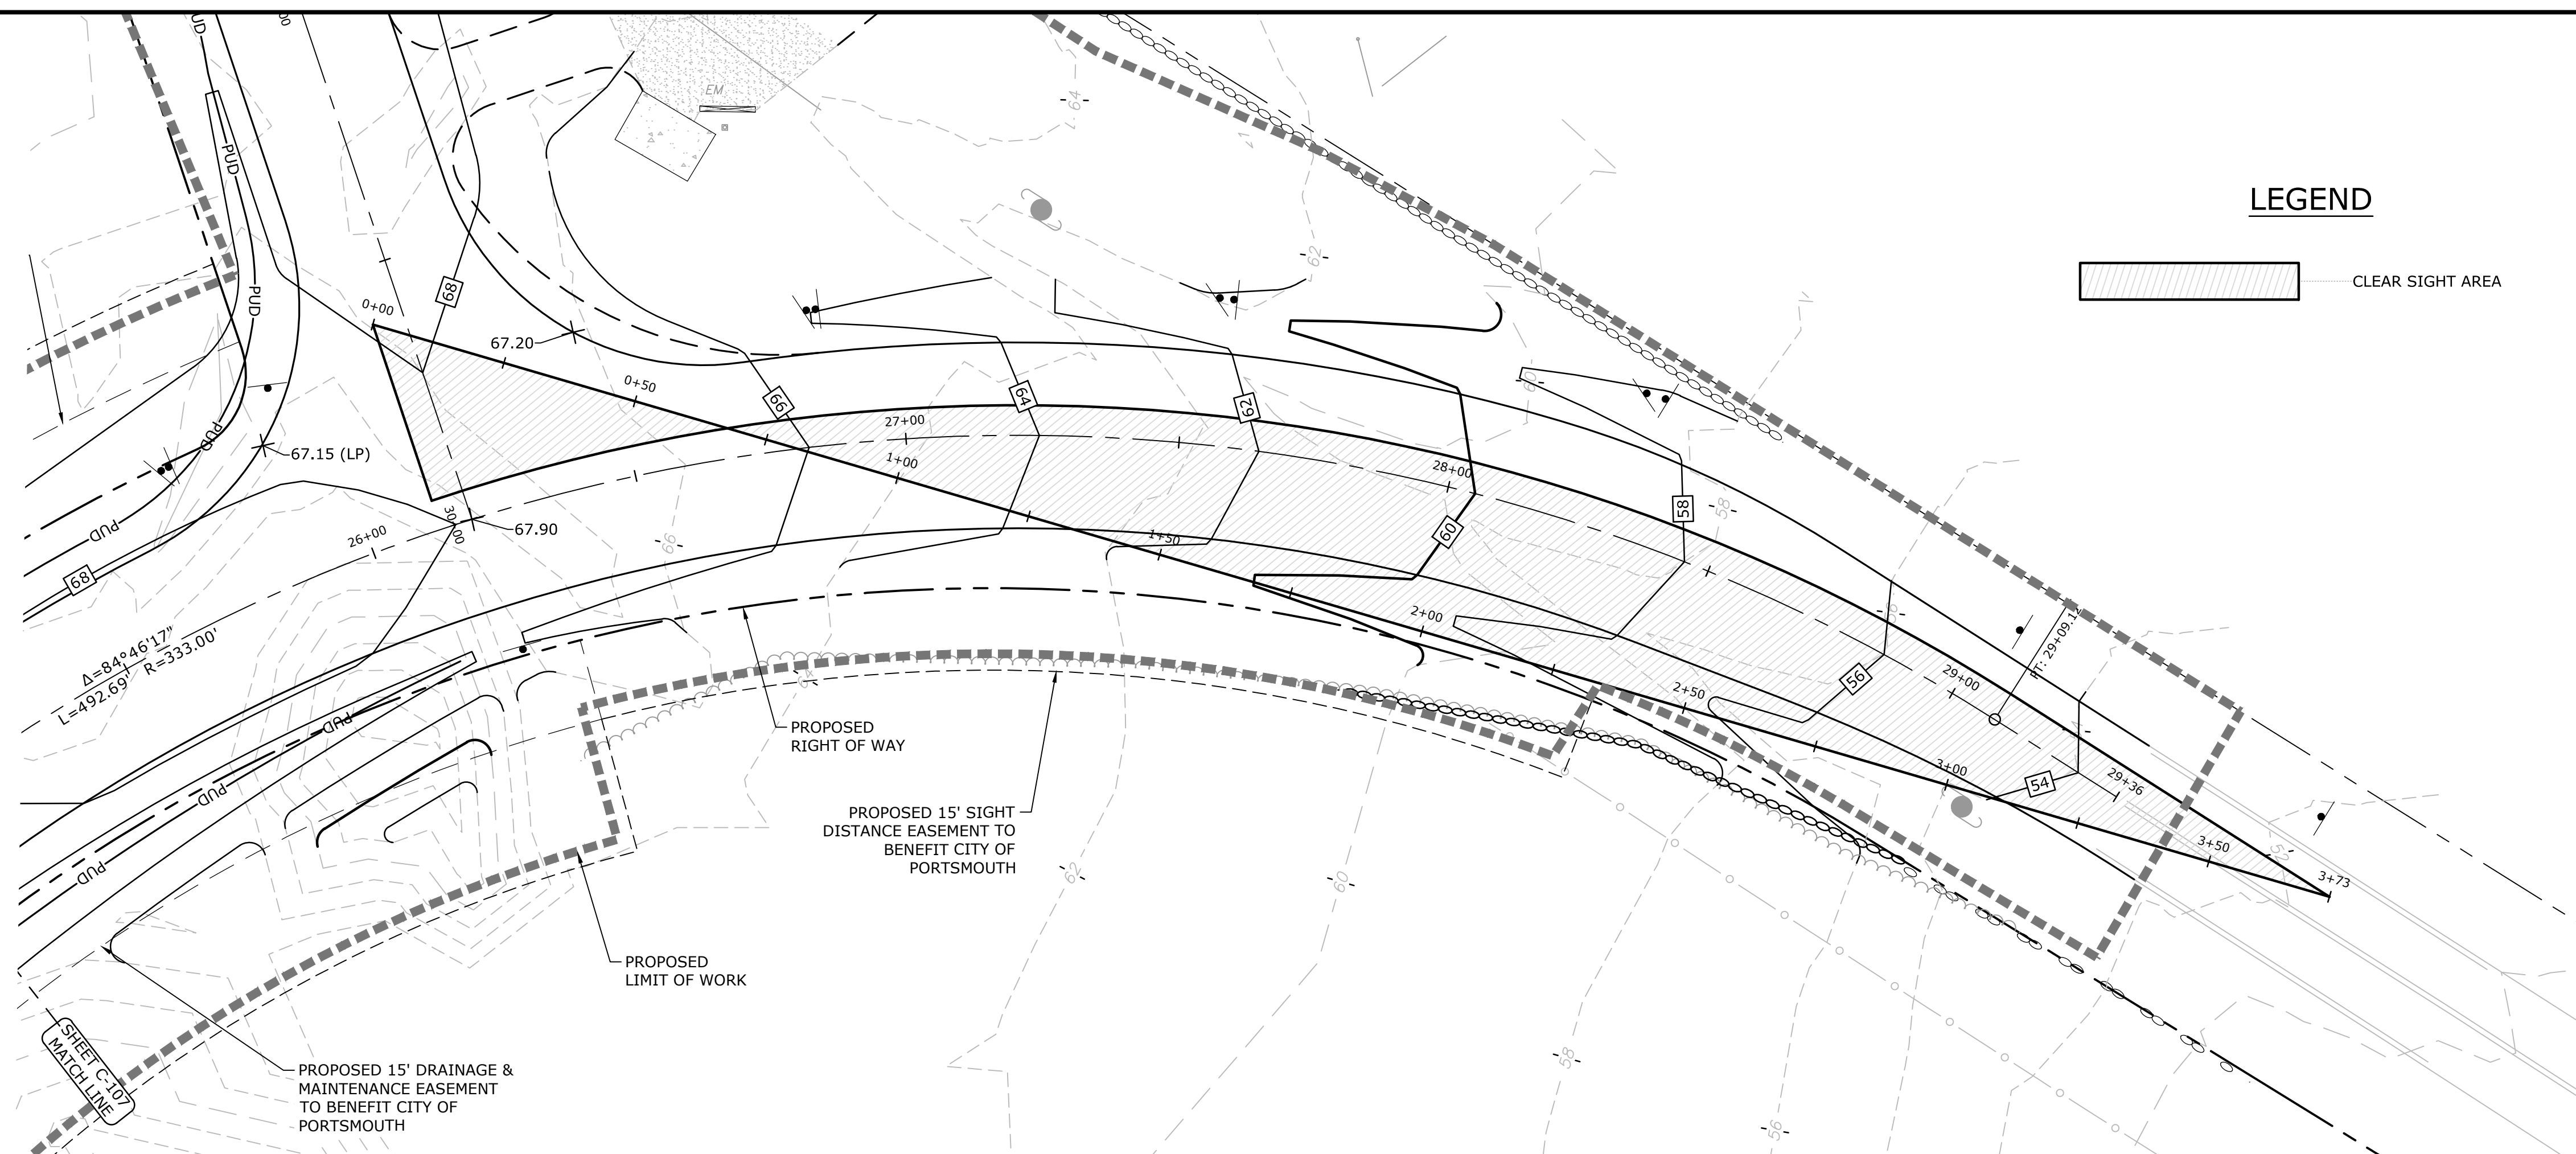 LEGEND
CLEAR SIGHT AREA
EM
64
62
68
0+00
67.20
0+50
66
64
62
60
27+00
1+00
28+00
58
58
60
67.15 (LP)
PUD
PUD
PUD
PUD
PUD
PUD
PUD
PUD
30+00
67.90
26+00
66
1+50
68
2+00
2+50
56
29+00
3+00
54
29+36
3+50
3+73
52
Δ=84°46'17"
L=492.69'
R=333.00'
PROPOSED
RIGHT OF WAY
PROPOSED 15' SIGHT
DISTANCE EASEMENT TO
BENEFIT CITY OF
PORTSMOUTH
62
60
58
56
PROPOSED
LIMIT OF WORK
PROPOSED 15' DRAINAGE &
MAINTENANCE EASEMENT
TO BENEFIT CITY OF
PORTSMOUTH
SHEET C-107
MATCH LINE